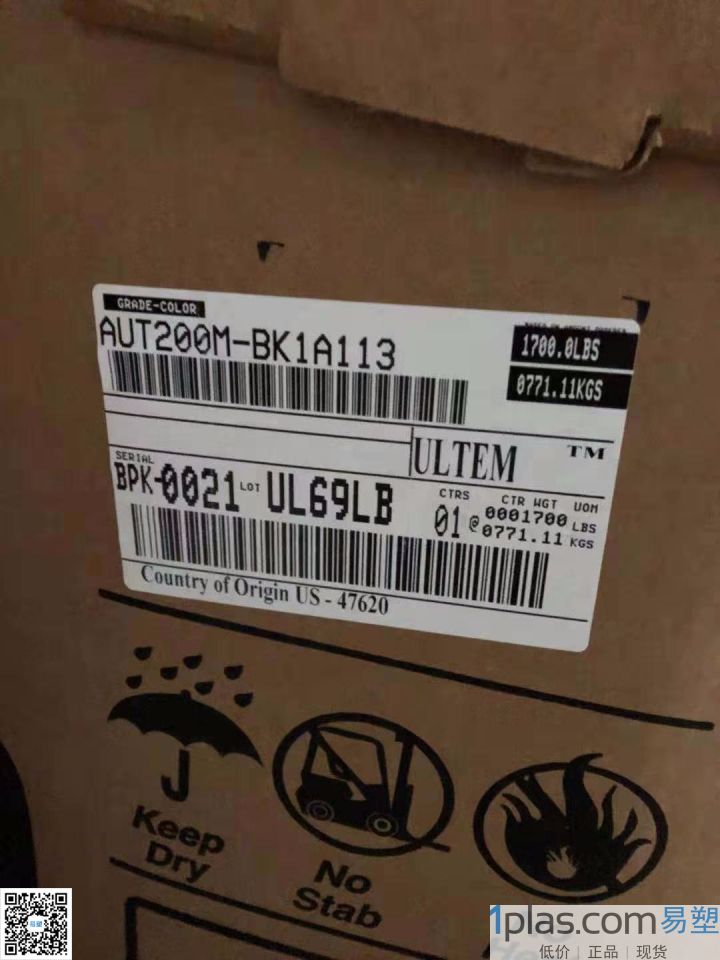 GRADE-COLOR
AUT200M-BK1A113
1700.0LBS
0771.11KGS
ULTEM ™
SERIAL
BPK-0021 LOT UL69LB
CTRS CTR WGT UOM
01 @ 0001700 LBS
0771.11 KGS
Country of Origin US - 47620
Keep
Dry
No
Stab
易塑
1plas.com易塑
低价 | 正品 | 现货